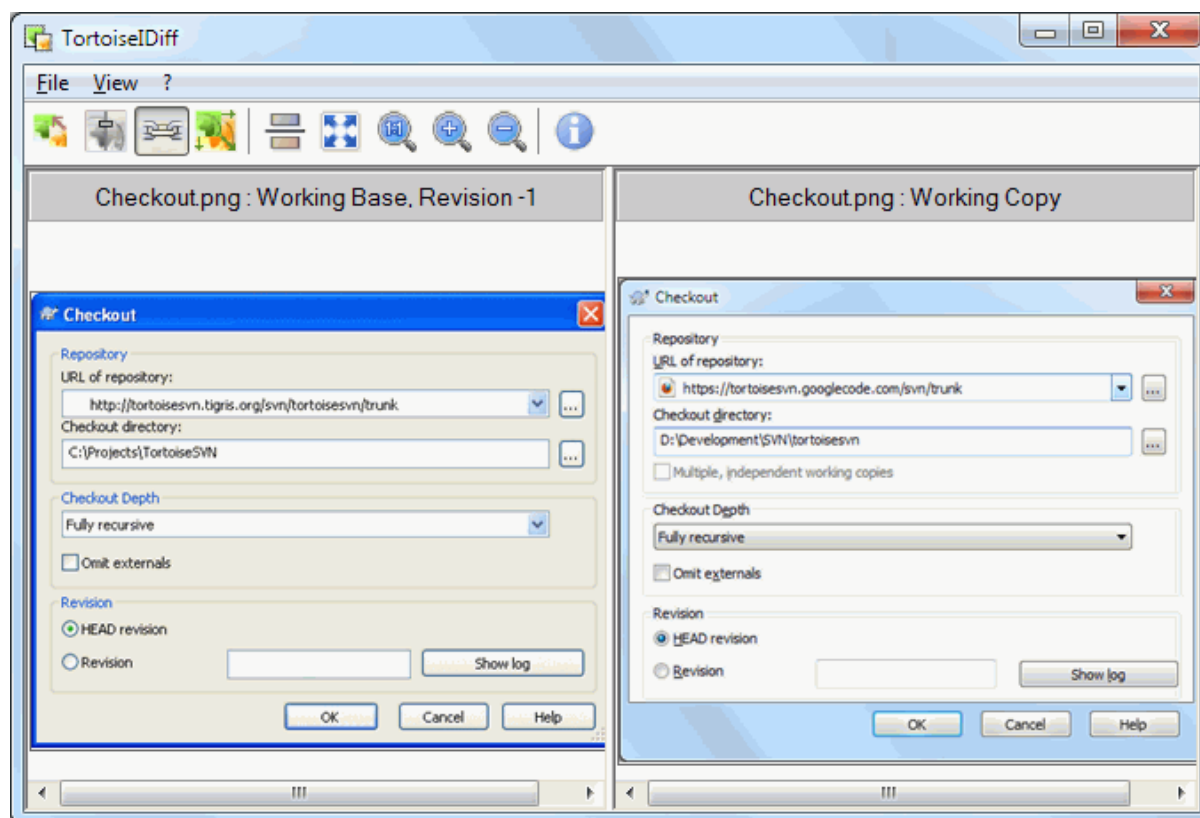 TortoiseIDiff
File View ?
1:1
Checkout.png : Working Base, Revision -1
Checkout
Repository
URL of repository:
http://tortoisesvn.tigris.org/svn/tortoisesvn/trunk
...
Checkout directory:
C:\Projects\TortoiseSVN
...
Checkout Depth
Fully recursive
Omit externals
Revision
HEAD revision
Revision
Show log
OK Cancel Help
Checkout.png : Working Copy
Checkout
Repository
URL of repository:
https://tortoisesvn.googlecode.com/svn/trunk
...
Checkout directory:
D:\Development\SVN\tortoisesvn
...
Multiple, independent working copies
Checkout Depth
Fully recursive
Omit externals
Revision
HEAD revision
Revision
Show log
OK Cancel Help